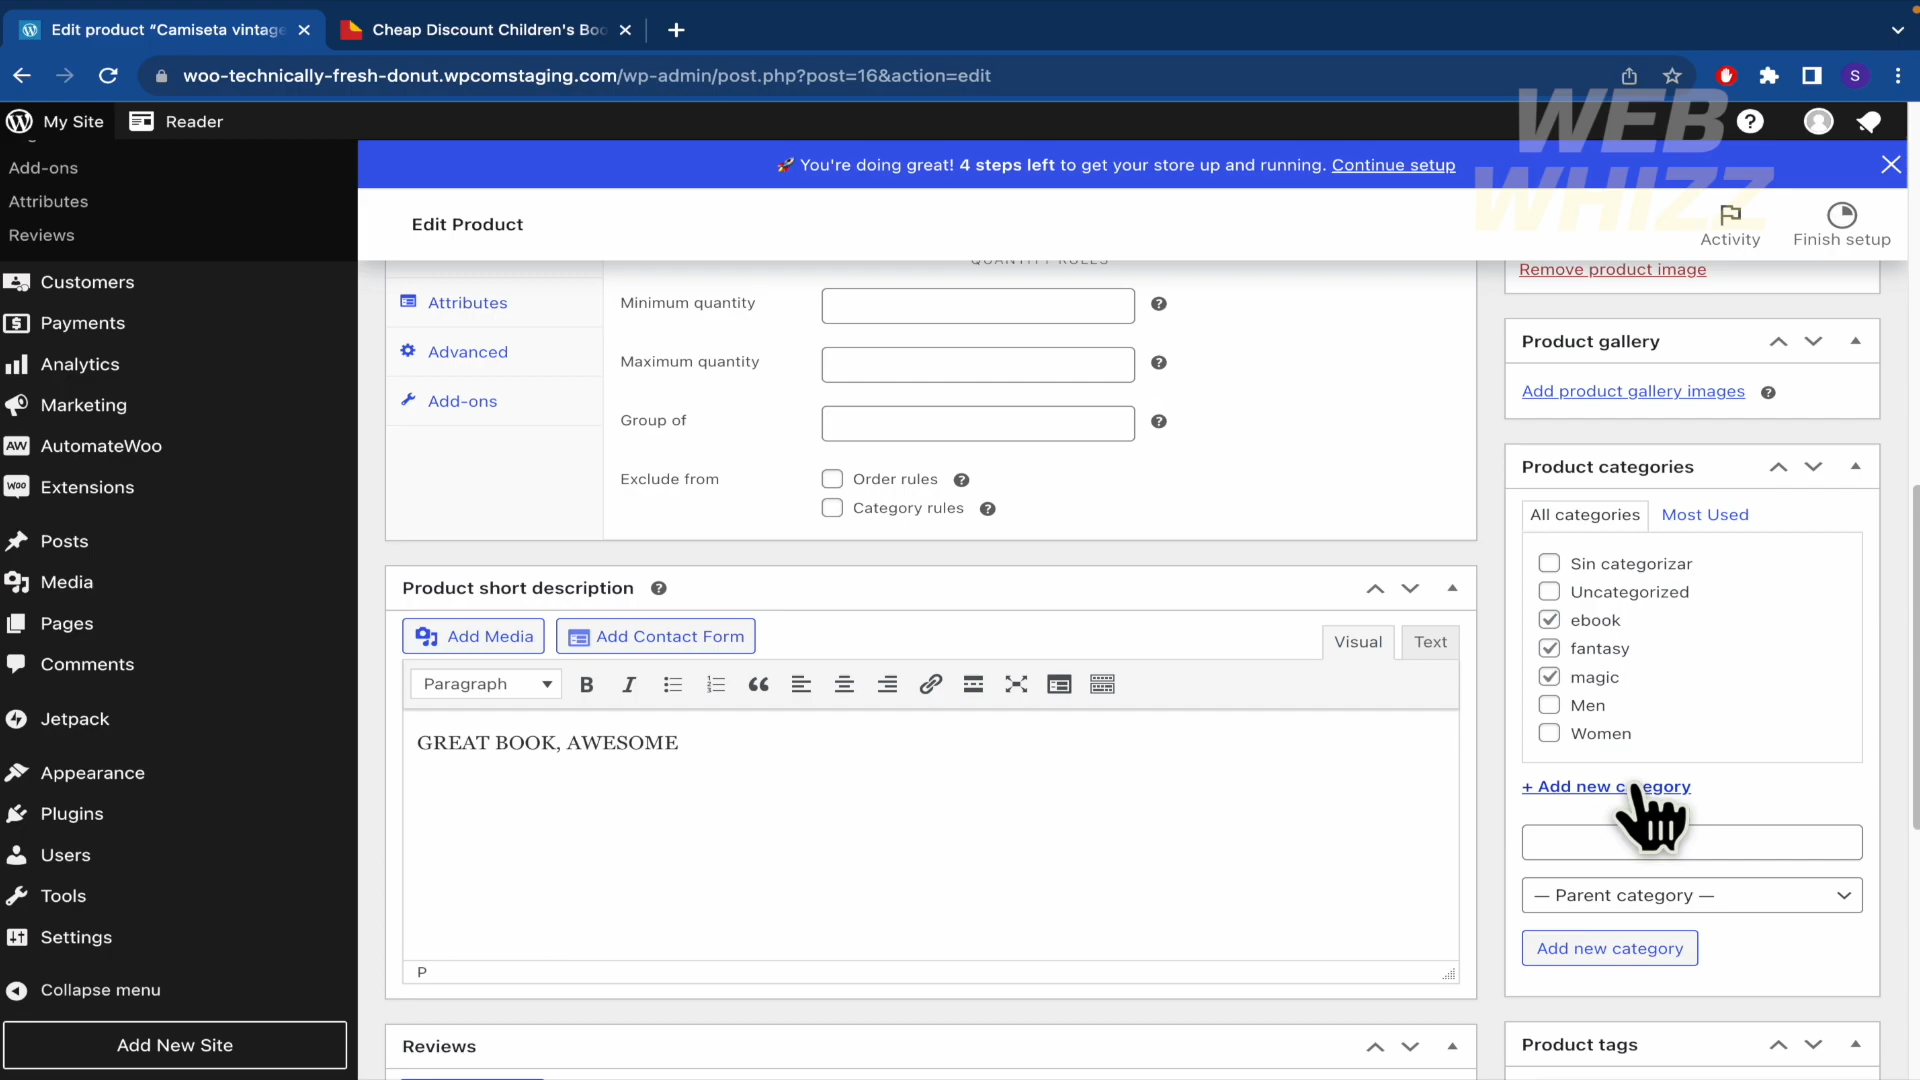 Edit product “Camiseta vintage
Cheap Discount Children's Boo
woo-technically-fresh-donut.wpcomstaging.com/wp-admin/post.php?post=16&action=edit
S
My Site
Reader
WEB
WHIZZ
🚀 You're doing great! 4 steps left to get your store up and running. Continue setup
Edit Product
Activity
Finish setup
Add-ons
Attributes
Reviews
Customers
Payments
Analytics
Marketing
AW AutomateWoo
Woo Extensions
Posts
Media
Pages
Comments
Jetpack
Appearance
Plugins
Users
Tools
Settings
Collapse menu
Add New Site
Attributes
Advanced
Add-ons
QUANTITY RULES
Minimum quantity
Maximum quantity
Group of
Exclude from
Order rules
Category rules
Product short description
Add Media
Add Contact Form
Visual
Text
Paragraph
GREAT BOOK, AWESOME
P
Reviews
Remove product image
Product gallery
Add product gallery images
Product categories
All categories
Most Used
Sin categorizar
Uncategorized
ebook
fantasy
magic
Men
Women
+ Add new category
— Parent category —
Add new category
Product tags